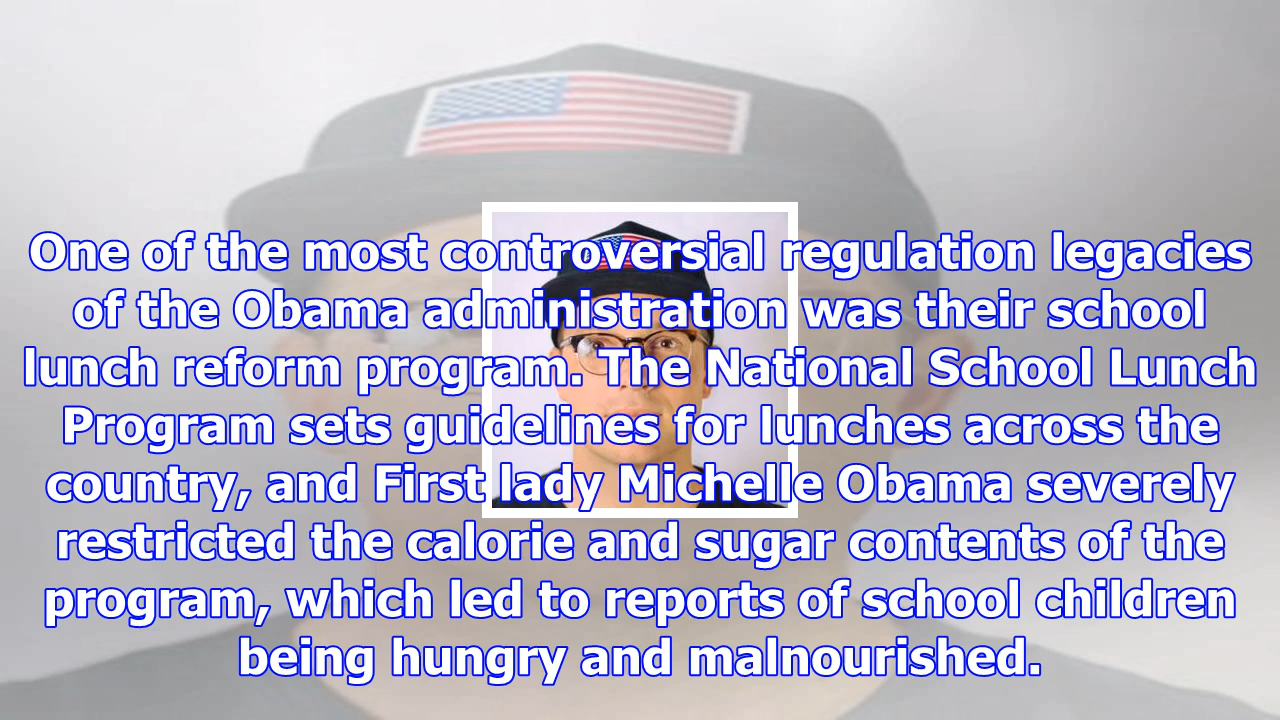 One of the most controversial regulation legacies
of the Obama administration was their school
lunch reform program. The National School Lunch
Program sets guidelines for lunches across the
country, and First lady Michelle Obama severely
restricted the calorie and sugar contents of the
program, which led to reports of school children
being hungry and malnourished.